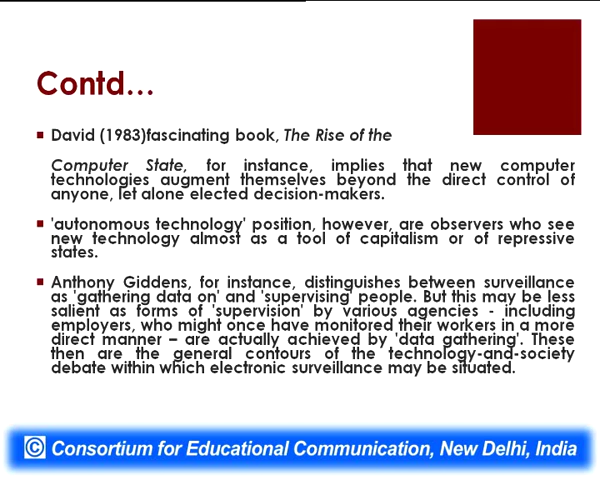 Contd...
David (1983)fascinating book, The Rise of the
Computer State, for instance, implies that new computer
technologies augment themselves beyond the direct control of
anyone, let alone elected decision-makers.
'autonomous technology' position, however, are observers who see
new technology almost as a tool of capitalism or of repressive
states.
Anthony Giddens, for instance, distinguishes between surveillance
as 'gathering data on' and 'supervising' people. But this may be less
salient as forms of 'supervision' by various agencies - including
employers, who might once have monitored their workers in a more
direct manner – are actually achieved by 'data gathering'. These
then are the general contours of the technology-and-society
debate within which electronic surveillance may be situated.
© Consortium for Educational Communication, New Delhi, India